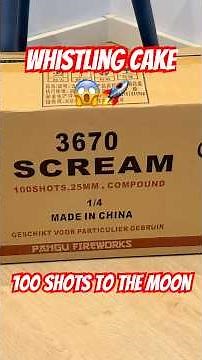 WHISTLING CAKE
😱🚀
3670
SCREAM
100SHOTS.25MM.COMPOUND
1/4
MADE IN CHINA
GESCHIKT VOOR PARTICULIER GEBRUIK
PANGU FIREWORKS
100 SHOTS TO THE MOON